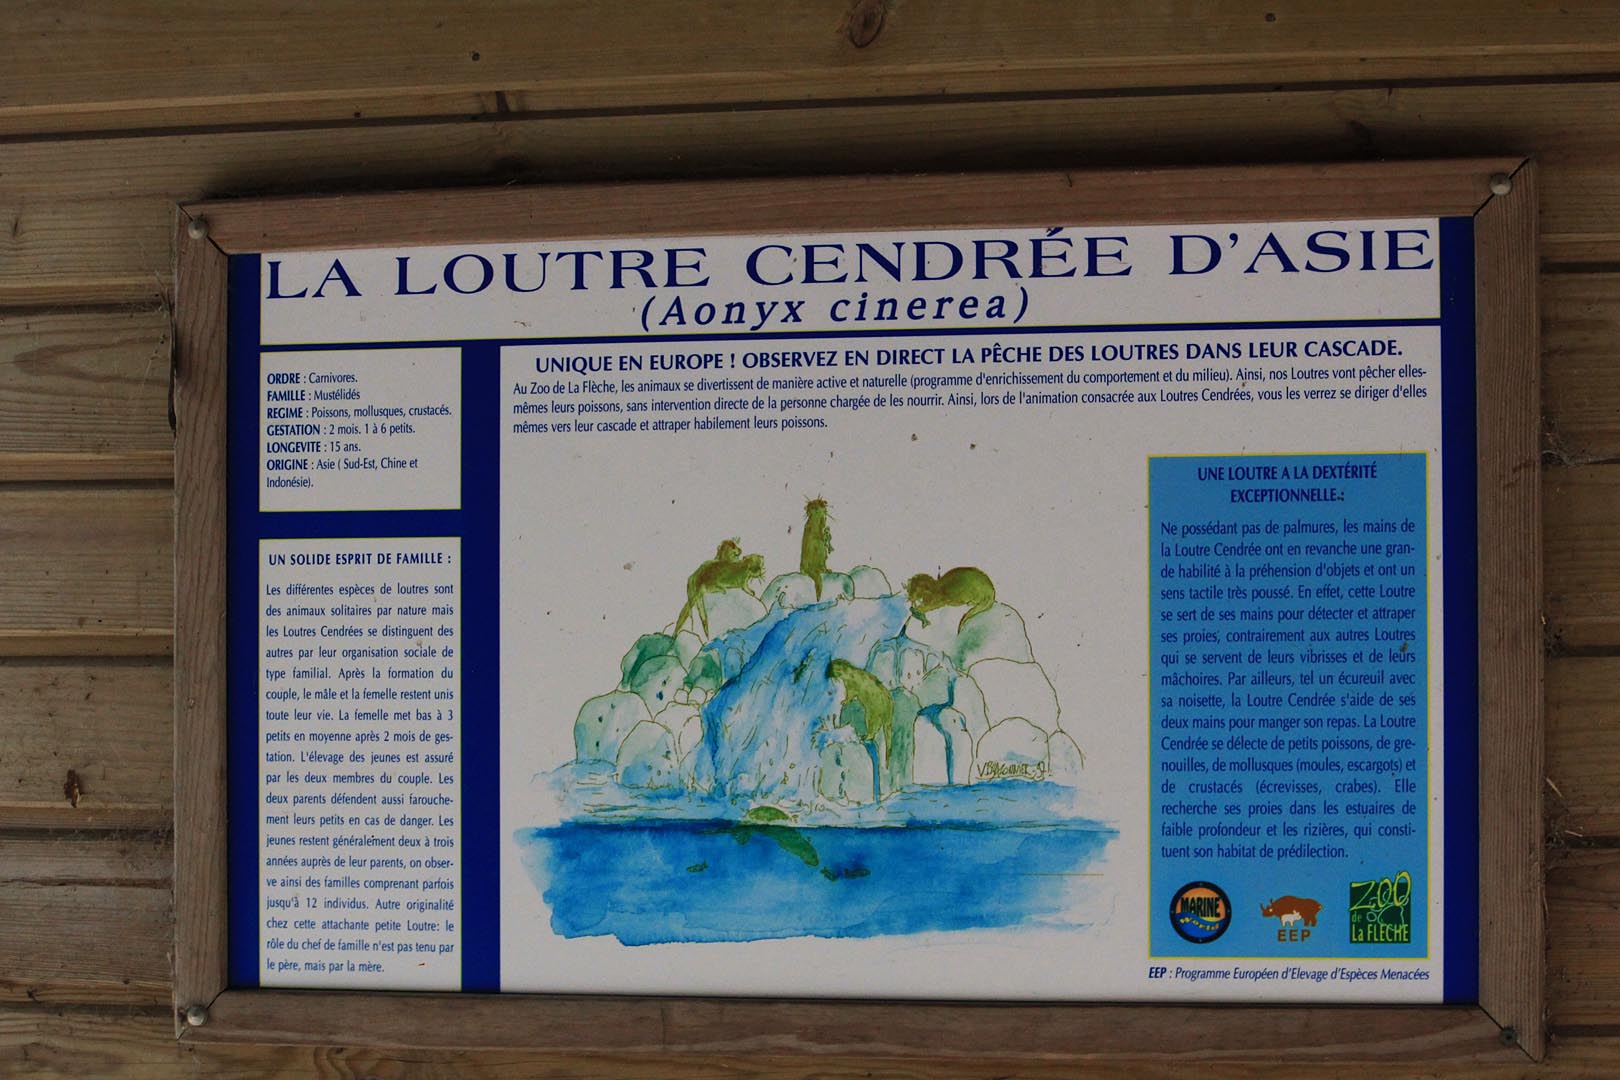 LA LOUTRE CENDRÉE D'ASIE
(Aonyx cinerea)
ORDRE : Carnivores.
FAMILLE : Mustélidés
REGIME : Poissons, mollusques, crustacés.
GESTATION : 2 mois. 1 à 6 petits.
LONGEVITE : 15 ans.
ORIGINE : Asie ( Sud-Est, Chine et
Indonésie).
UN SOLIDE ESPRIT DE FAMILLE :
Les différentes espèces de loutres sont
des animaux solitaires par nature mais
les Loutres Cendrées se distinguent des
autres par leur organisation sociale de
type familial. Après la formation du
couple, le mâle et la femelle restent unis
toute leur vie. La femelle met bas à 3
petits en moyenne après 2 mois de ges-
tation. L'élevage des jeunes est assuré
par les deux membres du couple. Les
deux parents défendent aussi farouche-
ment leurs petits en cas de danger. Les
jeunes restent généralement deux à trois
années auprès de leur parents, on obser-
ve ainsi des familles comprenant parfois
jusqu'à 12 individus. Autre originalité
chez cette attachante petite Loutre: le
rôle du chef de famille n'est pas tenu par
le père, mais par la mère.
UNIQUE EN EUROPE ! OBSERVEZ EN DIRECT LA PÊCHE DES LOUTRES DANS LEUR CASCADE.
Au Zoo de La Flèche, les animaux se divertissent de manière active et naturelle (programme d'enrichissement du comportement et du milieu). Ainsi, nos Loutres vont pêcher elles-
mêmes leurs poissons, sans intervention directe de la personne chargée de les nourrir. Ainsi, lors de l'animation consacrée aux Loutres Cendrées, vous les verrez se diriger d'elles
mêmes vers leur cascade et attraper habilement leurs poissons.
UNE LOUTRE A LA DEXTÉRITÉ
EXCEPTIONNELLE :
Ne possédant pas de palmures, les mains de
la Loutre Cendrée ont en revanche une gran-
de habilité à la préhension d'objets et ont un
sens tactile très poussé. En effet, cette Loutre
se sert de ses mains pour détecter et attraper
ses proies, contrairement aux autres Loutres
qui se servent de leurs vibrisses et de leurs
mâchoires. Par ailleurs, tel un écureuil avec
sa noisette, la Loutre Cendrée s'aide de ses
deux mains pour manger son repas. La Loutre
Cendrée se délecte de petits poissons, de gre-
nouilles, de mollusques (moules, escargots) et
de crustacés (écrevisses, crabes). Elle
recherche ses proies dans les estuaires de
faible profondeur et les rizières, qui consti-
tuent son habitat de prédilection.
MARINE
World
EEP
ZOO
de
La FLÈCHE
EEP : Programme Européen d'Elevage d'Espèces Menacées